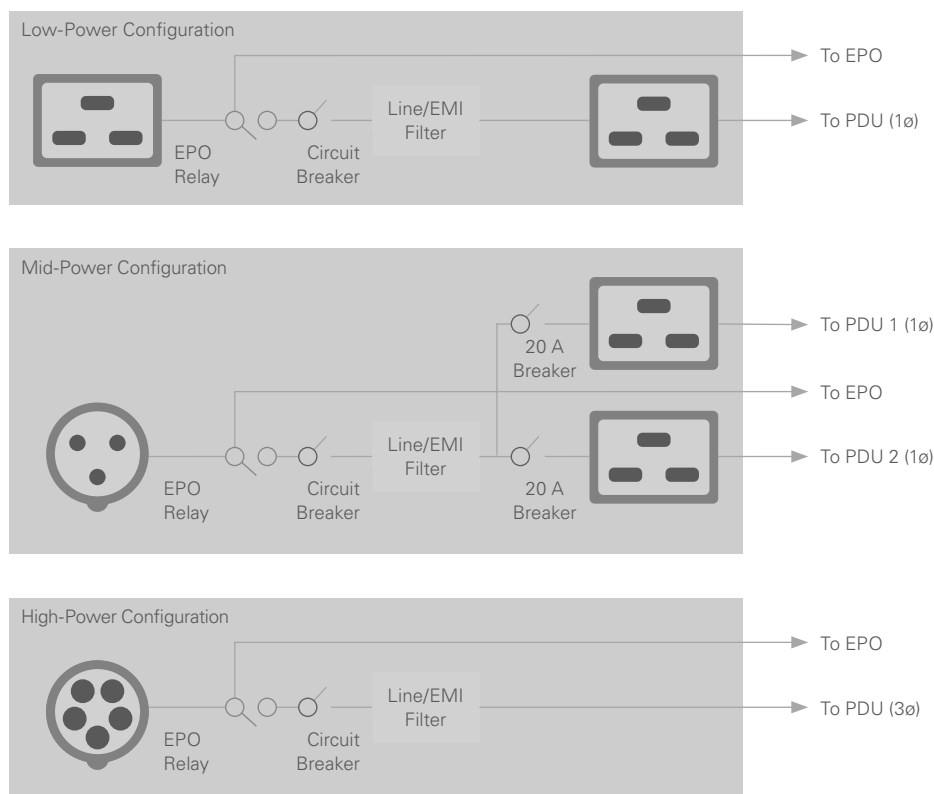 Low-Power Configuration
To EPO
To PDU (1ø)
Line/EMI
Filter
EPO
Relay
Circuit
Breaker
Mid-Power Configuration
To PDU 1 (1ø)
20 A
Breaker
To EPO
Line/EMI
Filter
To PDU 2 (1ø)
EPO
Relay
Circuit
Breaker
20 A
Breaker
High-Power Configuration
To EPO
Line/EMI
Filter
To PDU (3ø)
EPO
Relay
Circuit
Breaker